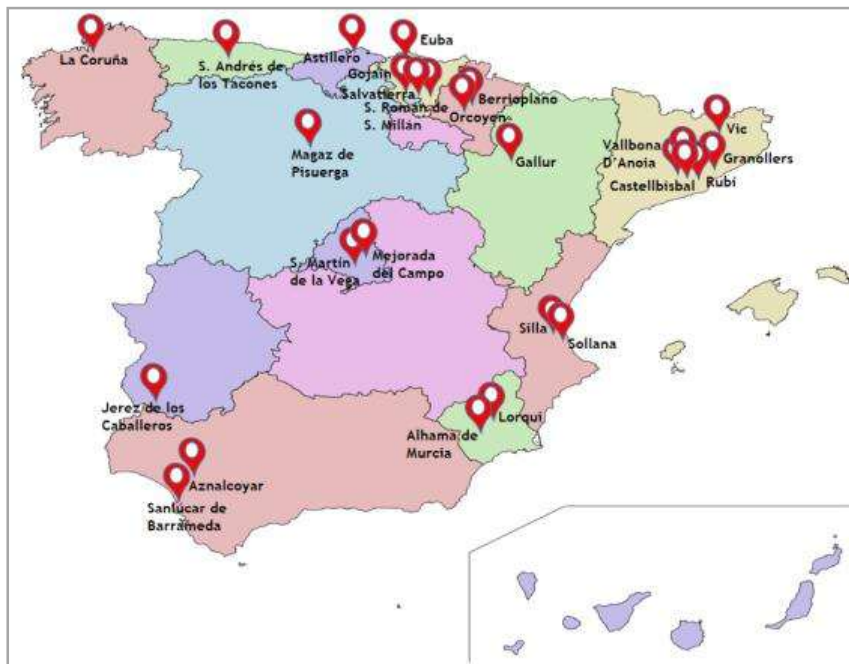 La Coruña
S. Andrés de
los Tacones
Astillero
Euba
Gojain
Salvatierra
S. Román de
S. Millán
Orcoyen
Berrioplano
Magaz de
Pisuerga
Gallur
Vallbona
D'Anoia
Castellbisbal
Vic
Granollers
Rubí
S. Martín
de la Vega
Mejorada
del Campo
Silla
Sollana
Jerez de los
Caballeros
Alhama de
Murcia
Lorquí
Aznalcoyar
Sanlúcar de
Barrameda